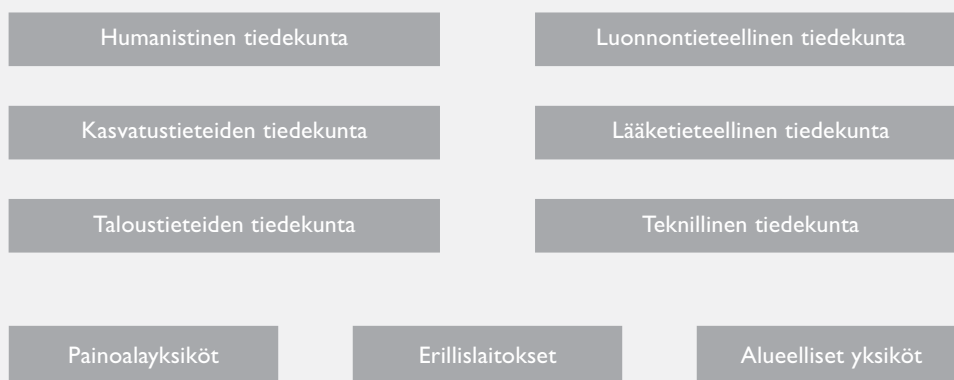 Humanistinen tiedekunta
Luonnontieteellinen tiedekunta
Kasvatustieteiden tiedekunta
Lääketieteellinen tiedekunta
Taloustieteiden tiedekunta
Teknillinen tiedekunta
Painoalayksiköt
Erillislaitokset
Alueelliset yksiköt